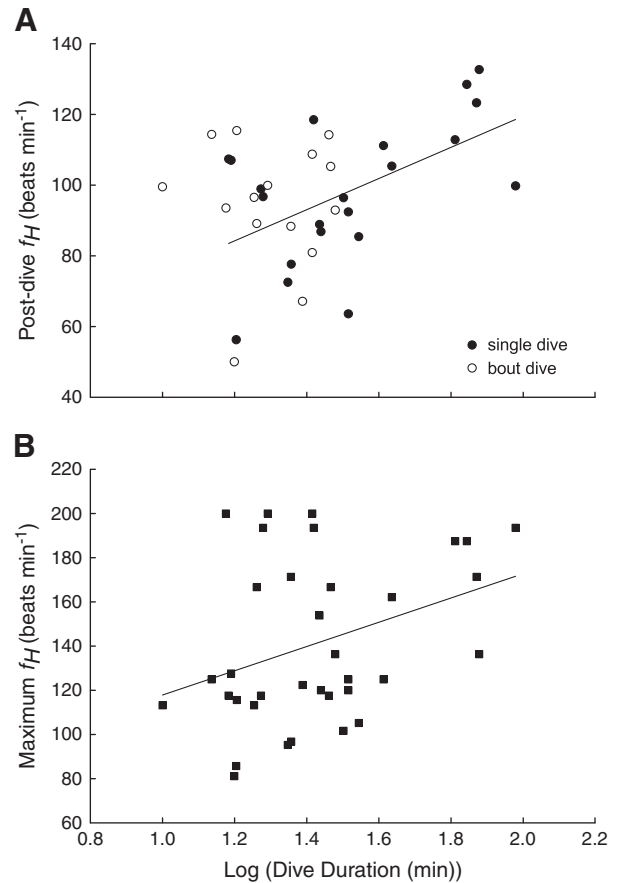 A
140
120
100
80
60
40
Post-dive fH (beats min-1)
single dive
bout dive
B
220
200
180
160
140
120
100
80
60
Maximum fH (beats min-1)
0.8 1.0 1.2 1.4 1.6 1.8 2.0 2.2
Log (Dive Duration (min))